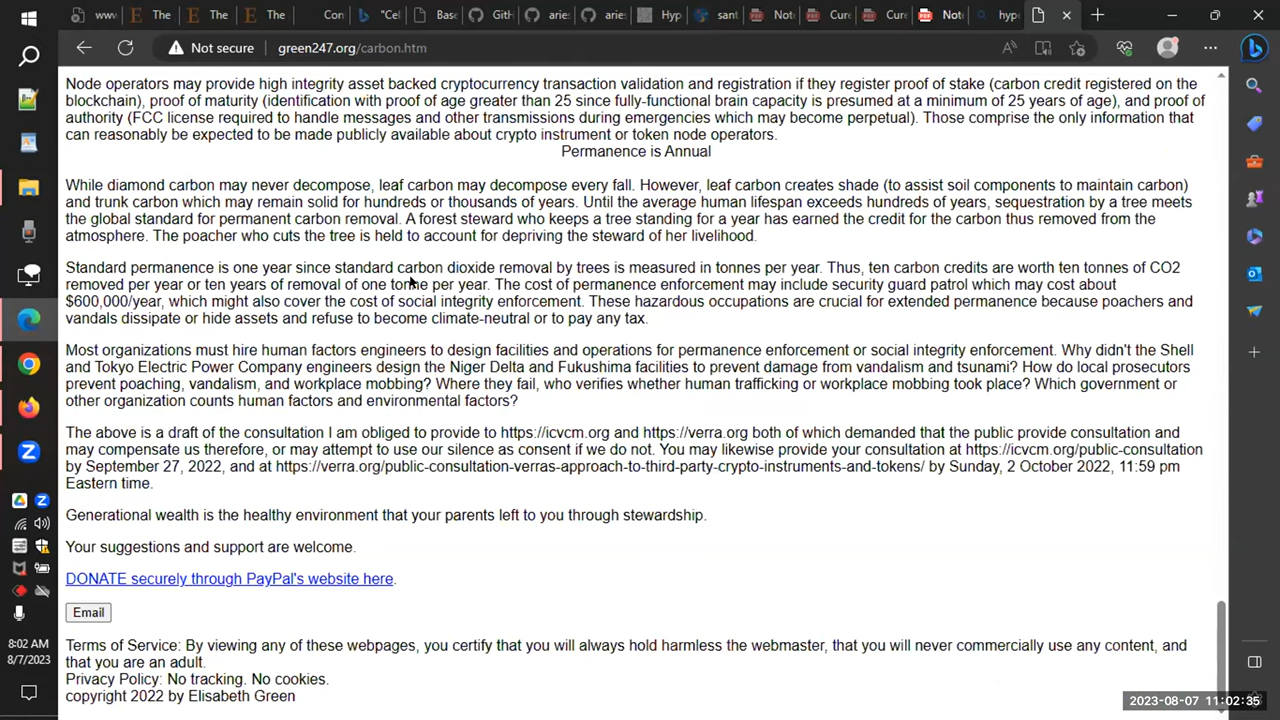 www
The
The
The
Con
"Cel
Base
GitH
aries
aries
Hyp
sant
Note
Cure
Cure
Note
hype
Not secure
green247.org/carbon.htm
Node operators may provide high integrity asset backed cryptocurrency transaction validation and registration if they register proof of stake (carbon credit registered on the
blockchain), proof of maturity (identification with proof of age greater than 25 since fully-functional brain capacity is presumed at a minimum of 25 years of age), and proof of
authority (FCC license required to handle messages and other transmissions during emergencies which may become perpetual). Those comprise the only information that
can reasonably be expected to be made publicly available about crypto instrument or token node operators.
Permanence is Annual
While diamond carbon may never decompose, leaf carbon may decompose every fall. However, leaf carbon creates shade (to assist soil components to maintain carbon)
and trunk carbon which may remain solid for hundreds or thousands of years. Until the average human lifespan exceeds hundreds of years, sequestration by a tree meets
the global standard for permanent carbon removal. A forest steward who keeps a tree standing for a year has earned the credit for the carbon thus removed from the
atmosphere. The poacher who cuts the tree is held to account for depriving the steward of her livelihood.
Standard permanence is one year since standard carbon dioxide removal by trees is measured in tonnes per year. Thus, ten carbon credits are worth ten tonnes of CO2
removed per year or ten years of removal of one tonne per year. The cost of permanence enforcement may include security guard patrol which may cost about
$600,000/year, which might also cover the cost of social integrity enforcement. These hazardous occupations are crucial for extended permanence because poachers and
vandals dissipate or hide assets and refuse to become climate-neutral or to pay any tax.
Most organizations must hire human factors engineers to design facilities and operations for permanence enforcement or social integrity enforcement. Why didn't the Shell
and Tokyo Electric Power Company engineers design the Niger Delta and Fukushima facilities to prevent damage from vandalism and tsunami? How do local prosecutors
prevent poaching, vandalism, and workplace mobbing? Where they fail, who verifies whether human trafficking or workplace mobbing took place? Which government or
other organization counts human factors and environmental factors?
The above is a draft of the consultation I am obliged to provide to https://icvcm.org and https://verra.org both of which demanded that the public provide consultation and
may compensate us therefore, or may attempt to use our silence as consent if we do not. You may likewise provide your consultation at https://icvcm.org/public-consultation
by September 27, 2022, and at https://verra.org/public-consultation-verras-approach-to-third-party-crypto-instruments-and-tokens/ by Sunday, 2 October 2022, 11:59 pm
Eastern time.
Generational wealth is the healthy environment that your parents left to you through stewardship.
Your suggestions and support are welcome.
DONATE securely through PayPal's website here.
Email
Terms of Service: By viewing any of these webpages, you certify that you will always hold harmless the webmaster, that you will never commercially use any content, and
that you are an adult.
Privacy Policy: No tracking. No cookies.
copyright 2022 by Elisabeth Green
8:02 AM
8/7/2023
2023-08-07 11:02:35